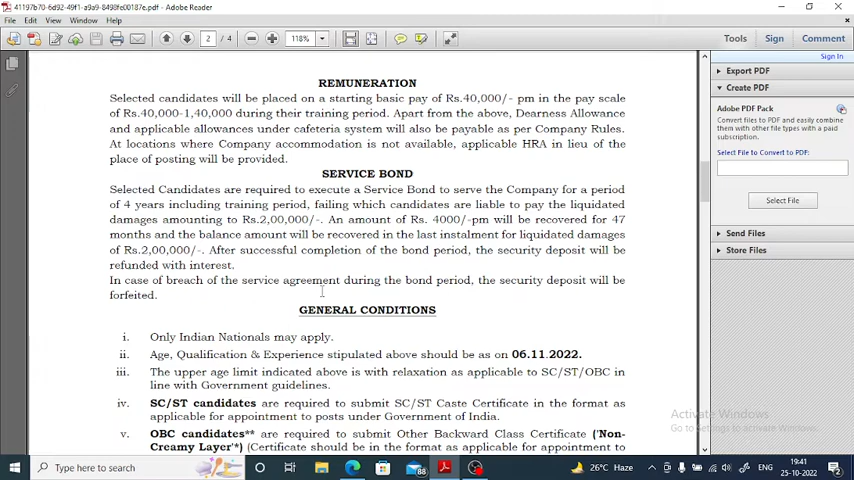 41197b70-6d92-49f1-a9a9-8498fe00187e.pdf - Adobe Reader
File Edit View Window Help
2 / 4 118% Tools Sign Comment
Sign In
Export PDF
Create PDF
Adobe PDF Pack
Convert files to PDF and easily combine
them with other file types with a paid
subscription.
Select File to Convert to PDF:
Select File
Send Files
Store Files
REMUNERATION
Selected candidates will be placed on a starting basic pay of Rs.40,000/- pm in the pay scale
of Rs.40,000-1,40,000 during their training period. Apart from the above, Dearness Allowance
and applicable allowances under cafeteria system will also be payable as per Company Rules.
At locations where Company accommodation is not available, applicable HRA in lieu of the
place of posting will be provided.
SERVICE BOND
Selected Candidates are required to execute a Service Bond to serve the Company for a period
of 4 years including training period, failing which candidates are liable to pay the liquidated
damages amounting to Rs.2,00,000/-. An amount of Rs. 4000/-pm will be recovered for 47
months and the balance amount will be recovered in the last instalment for liquidated damages
of Rs.2,00,000/-. After successful completion of the bond period, the security deposit will be
refunded with interest.
In case of breach of the service agreement during the bond period, the security deposit will be
forfeited.
GENERAL CONDITIONS
i. Only Indian Nationals may apply.
ii. Age, Qualification & Experience stipulated above should be as on 06.11.2022.
iii. The upper age limit indicated above is with relaxation as applicable to SC/ST/OBC in
line with Government guidelines.
iv. SC/ST candidates are required to submit SC/ST Caste Certificate in the format as
applicable for appointment to posts under Government of India.
v. OBC candidates** are required to submit Other Backward Class Certificate ('Non-
Creamy Layer'*) (Certificate should be in the format as applicable for appointment to
Activate Windows
Go to Settings to activate Windows.
Type here to search
88
26°C Haze
ENG
19:41
25-10-2022
2